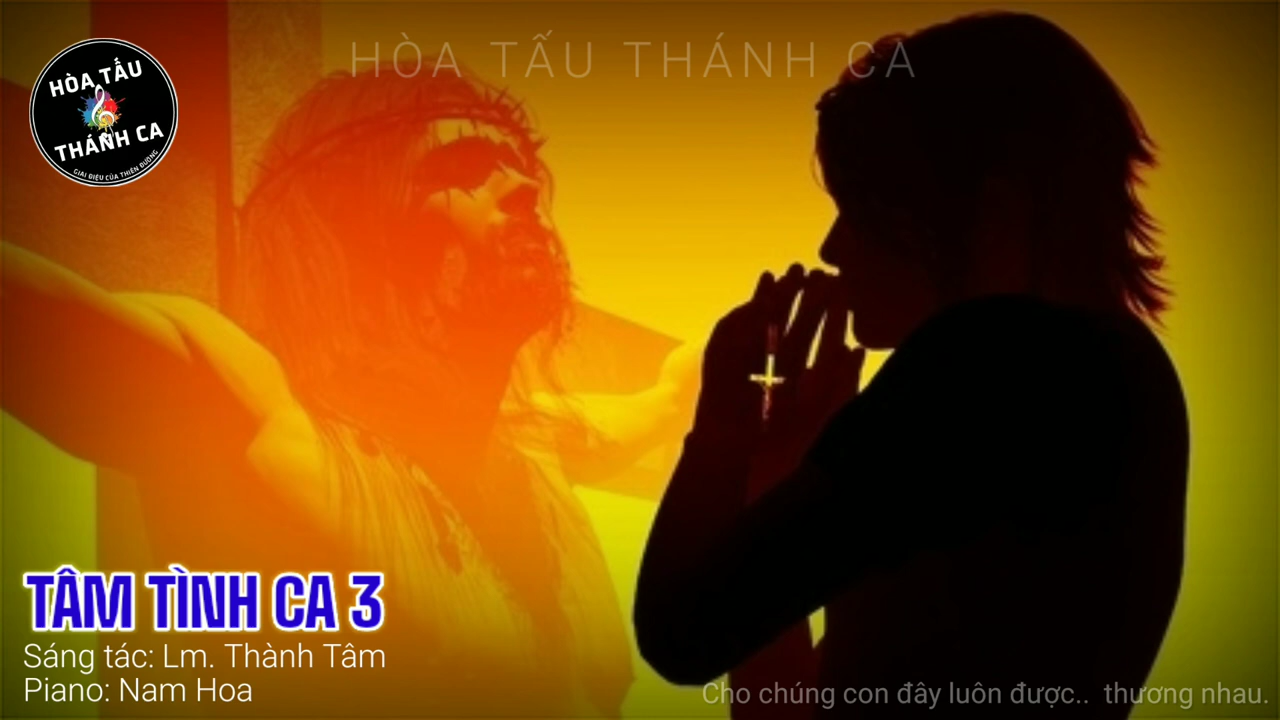 HÒA TẤU THÁNH CA
HÒA TẤU
THÁNH CA
GIAI ĐIỆU CỦA THIÊN ĐƯỜNG
TÂM TÌNH CA 3
Sáng tác: Lm. Thành Tâm
Piano: Nam Hoa
Cho chúng con đây luôn được.. thương nhau.